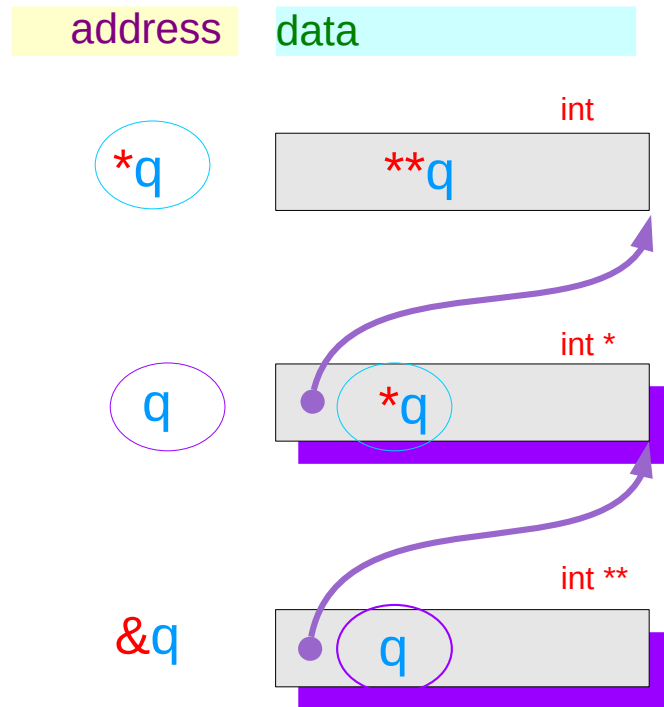 address data
int
*q **q
int *
q *q
int **
&q q